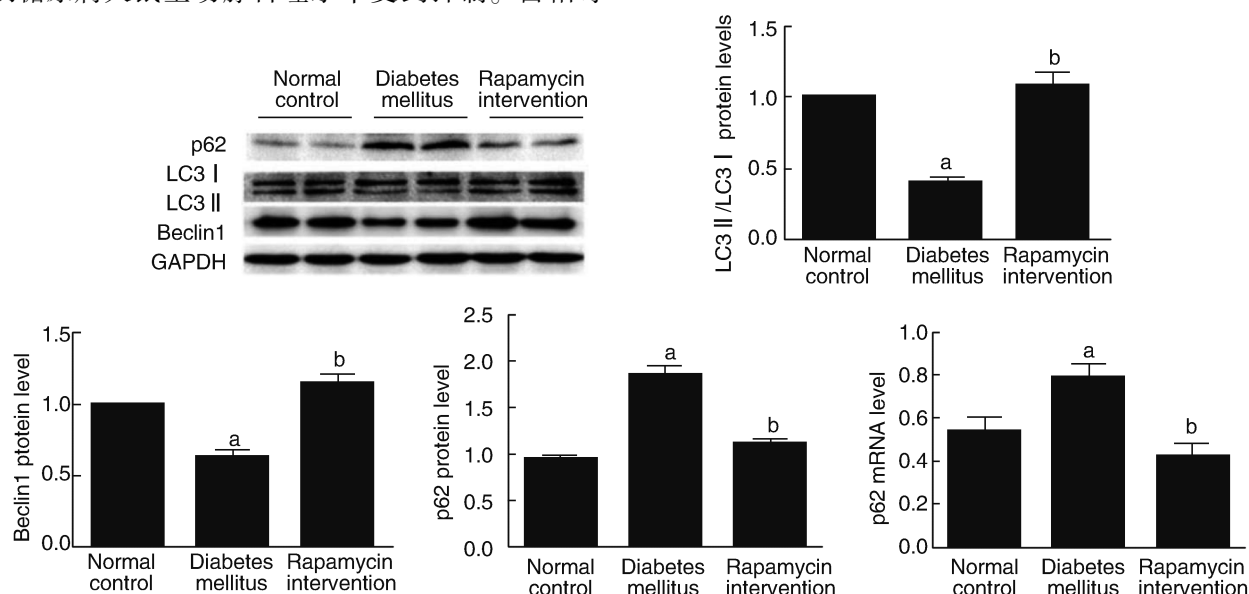 Normal control
Diabetes mellitus
Rapamycin intervention
p62
LC3 Ⅰ
LC3 Ⅱ
Beclin1
GAPDH
LC3 Ⅱ/LC3 Ⅰ protein levels
1.5
1.0
0.5
0.0
a
b
Normal control
Diabetes mellitus
Rapamycin intervention
Beclin1 ptotein level
1.5
1.0
0.5
0.0
a
b
Normal control
Diabetes mellitus
Rapamycin intervention
p62 protein level
2.5
2.0
1.5
1.0
0.5
0.0
a
b
Normal control
Diabetes mellitus
Rapamycin intervention
p62 mRNA level
1.0
0.8
0.6
0.4
0.2
0.0
a
b
Normal control
Diabetes mellitus
Rapamycin intervention